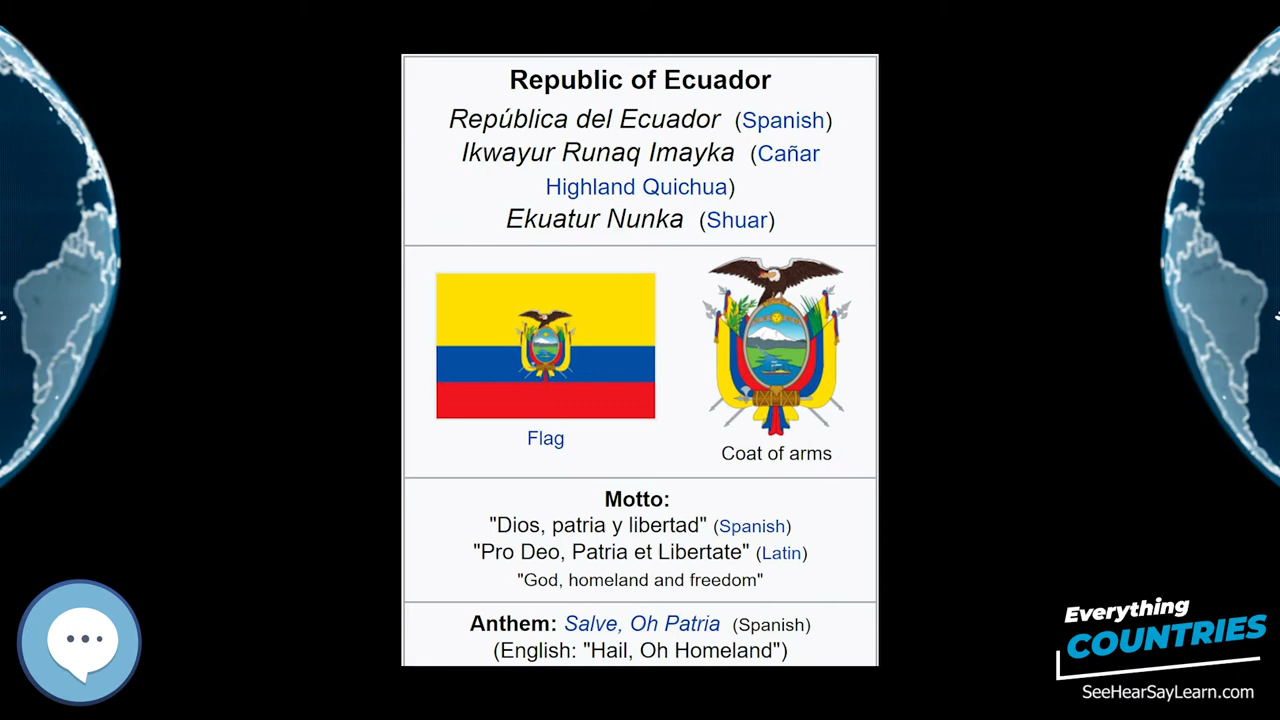 Republic of Ecuador
República del Ecuador (Spanish)
Ikwayur Runaq Imayka (Cañar
Highland Quichua)
Ekuatur Nunka (Shuar)
Flag
Coat of arms
Motto:
"Dios, patria y libertad" (Spanish)
"Pro Deo, Patria et Libertate" (Latin)
"God, homeland and freedom"
Anthem: Salve, Oh Patria (Spanish)
(English: "Hail, Oh Homeland")
Everything
COUNTRIES
SeeHearSayLearn.com